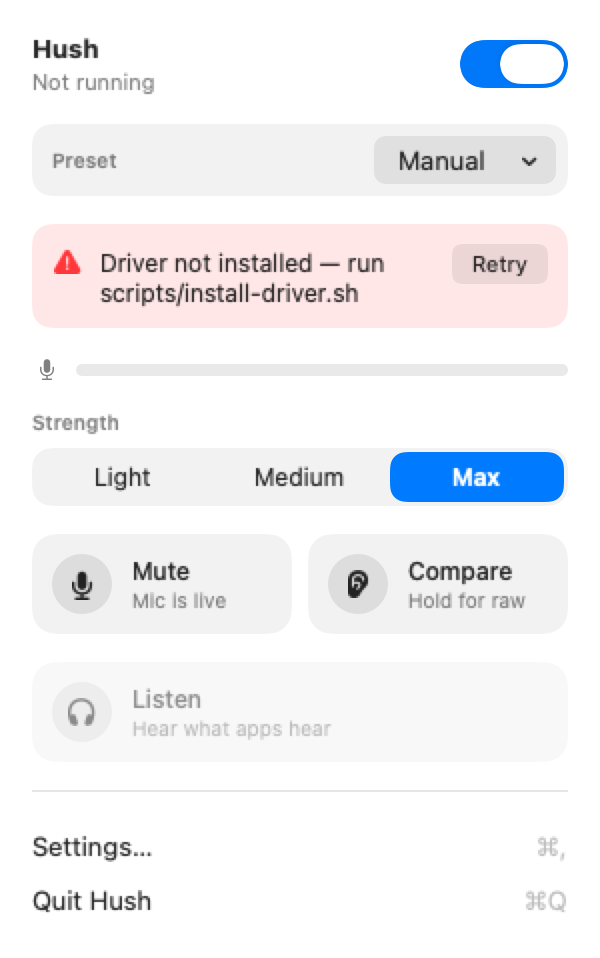 Hush
Not running
Preset
Manual
Driver not installed — run
scripts/install-driver.sh
Retry
Strength
Light
Medium
Max
Mute
Mic is live
Compare
Hold for raw
Listen
Hear what apps hear
Settings...
⌘,
Quit Hush
⌘Q